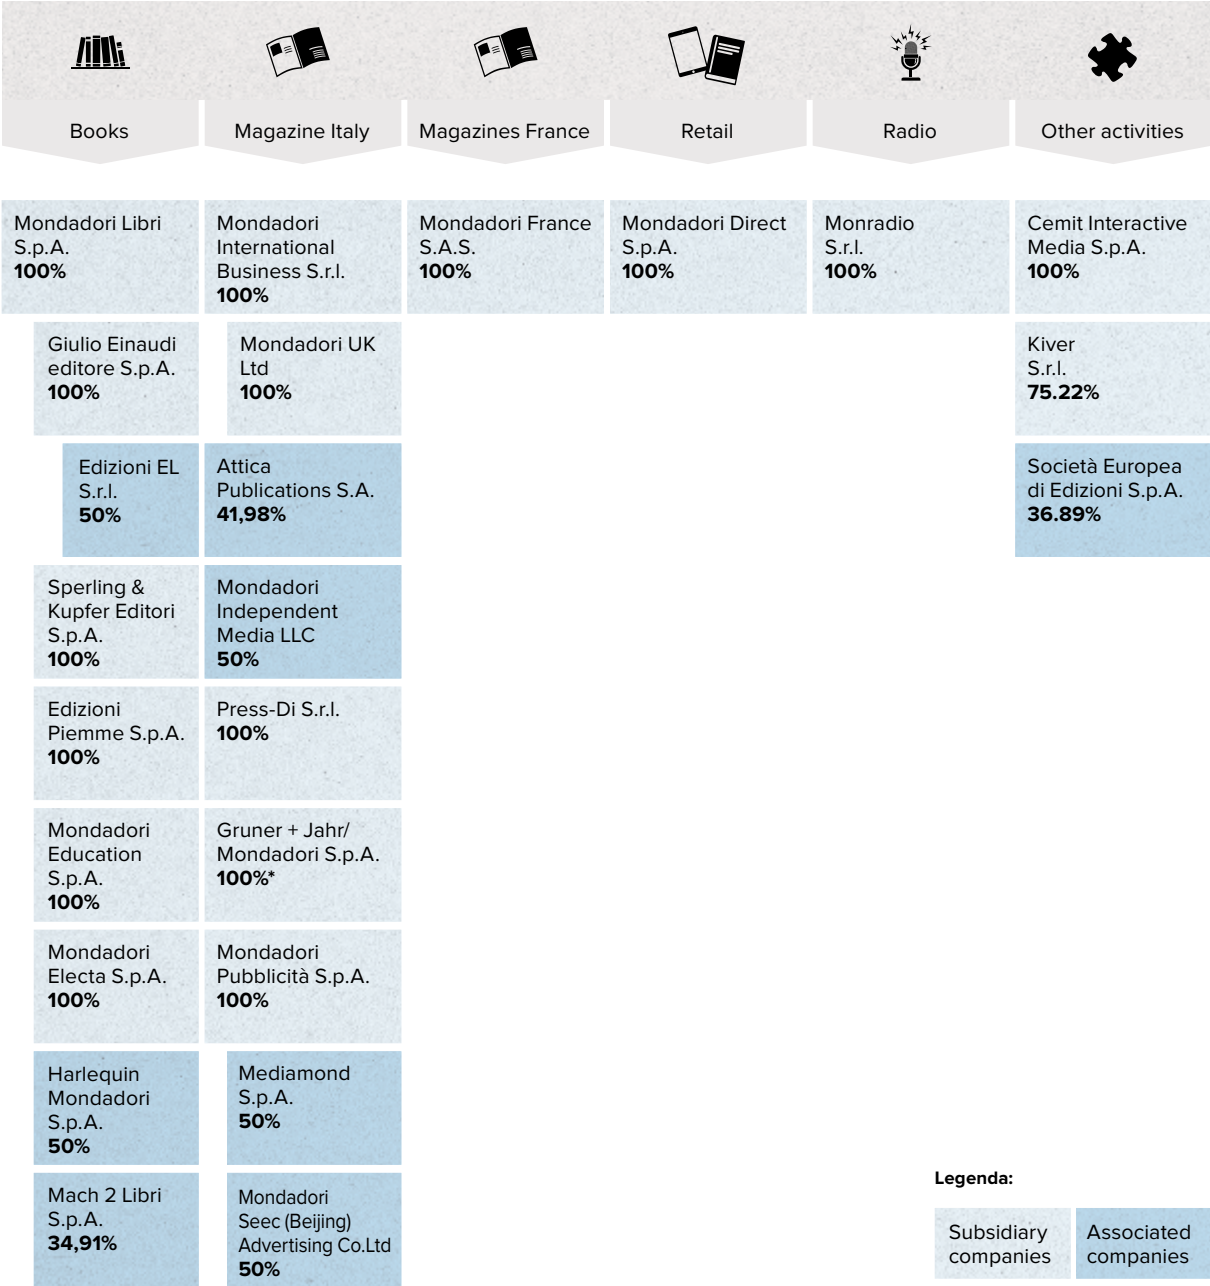 Books
Magazine Italy
Magazines France
Retail
Radio
Other activities
Mondadori Libri
S.p.A.
100%
Giulio Einaudi
editore S.p.A.
100%
Edizioni EL
S.r.l.
50%
Sperling &
Kupfer Editori
S.p.A.
100%
Edizioni
Piemme S.p.A.
100%
Mondadori
Education
S.p.A.
100%
Mondadori
Electa S.p.A.
100%
Harlequin
Mondadori
S.p.A.
50%
Mach 2 Libri
S.p.A.
34,91%
Mondadori
International
Business S.r.l.
100%
Mondadori UK
Ltd
100%
Attica
Publications S.A.
41,98%
Mondadori
Independent
Media LLC
50%
Press-Di S.r.l.
100%
Gruner + Jahr/
Mondadori S.p.A.
100%*
Mondadori
Pubblicità S.p.A.
100%
Mediamond
S.p.A.
50%
Mondadori
Seec (Beijing)
Advertising Co.Ltd
50%
Mondadori France
S.A.S.
100%
Mondadori Direct
S.p.A.
100%
Monradio
S.r.l.
100%
Cemit Interactive
Media S.p.A.
100%
Kiver
S.r.l.
75.22%
Società Europea
di Edizioni S.p.A.
36.89%
Legenda:
Subsidiary
companies
Associated
companies